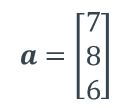 a = [7
8
6]